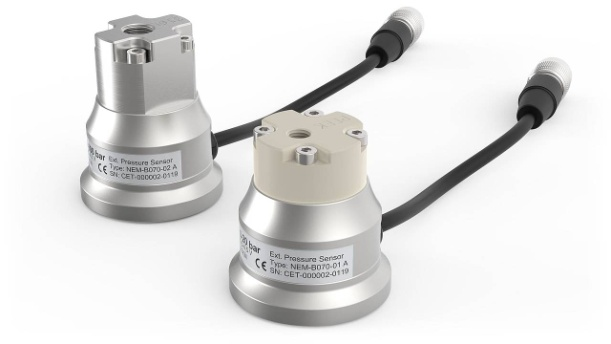 bar
Ext. Pressure Sensor
Type: NEM-B070-02 A
CE SN: CET-000002-0119
bar
Ext. Pressure Sensor
Type: NEM-B070-01 A
CE SN: CET-000002-0119